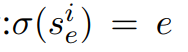 :σ(s_e^i) = e